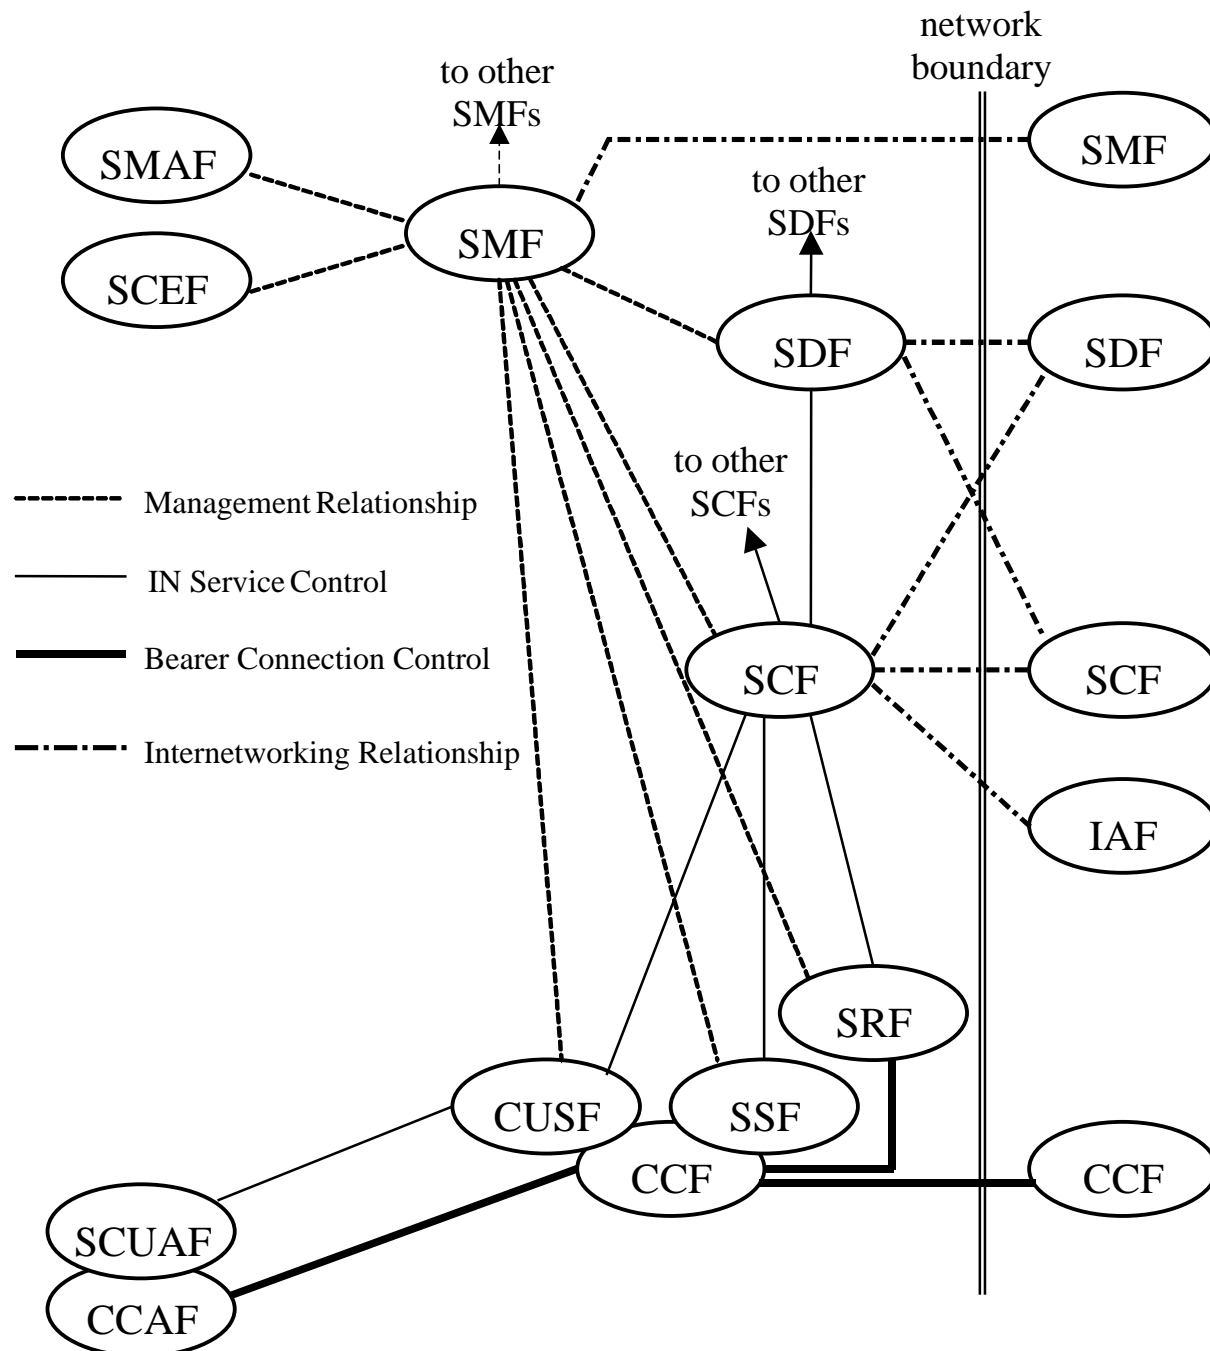 network
boundary
to other
SMFs
SMAF
SMF
SMF
to other
SDFs
SCEF
SDF
SDF
to other
SCFs
Management Relationship
IN Service Control
Bearer Connection Control
SCF
SCF
Internetworking Relationship
IAF
SRF
CUSF
SSF
CCF
CCF
SCUAF
CCAF